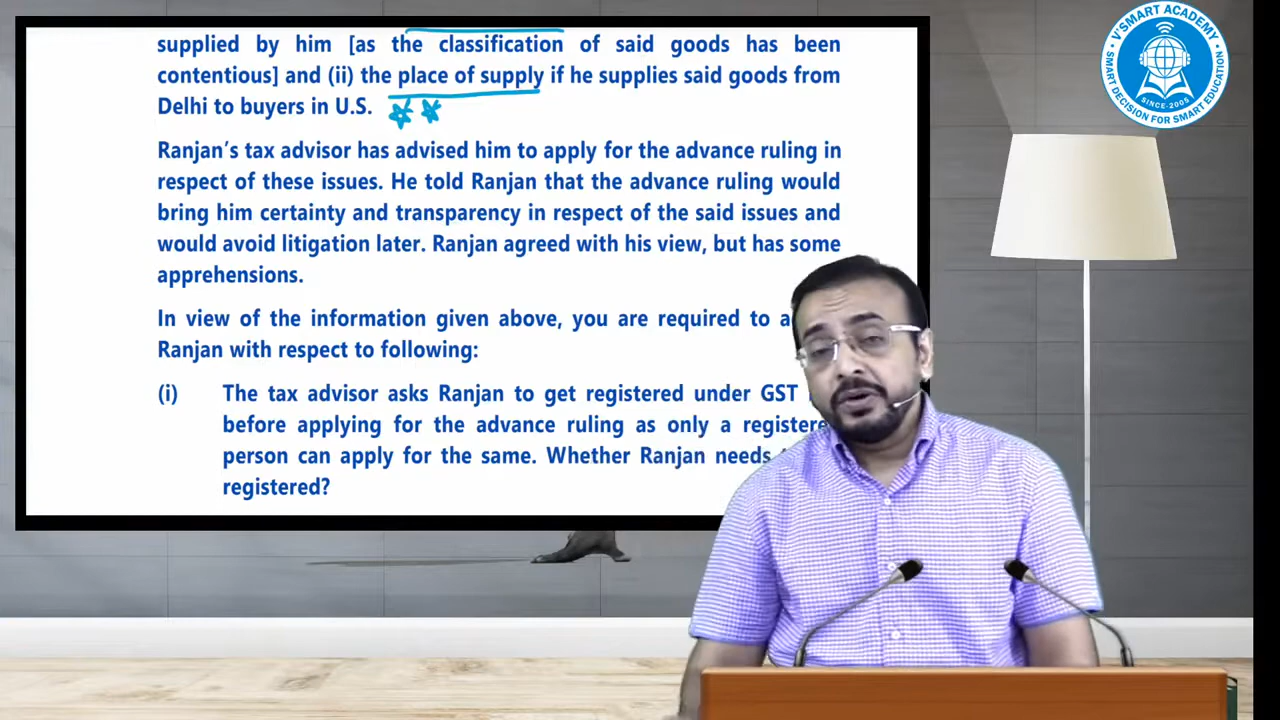 supplied by him [as the classification of said goods has been
contentious] and (ii) the place of supply if he supplies said goods from
Delhi to buyers in U.S.
Ranjan's tax advisor has advised him to apply for the advance ruling in
respect of these issues. He told Ranjan that the advance ruling would
bring him certainty and transparency in respect of the said issues and
would avoid litigation later. Ranjan agreed with his view, but has some
apprehensions.
In view of the information given above, you are required to
Ranjan with respect to following:
(i) The tax advisor asks Ranjan to get registered under GST
before applying for the advance ruling as only a
person can apply for the same. Whether Ranjan needs
registered?
V'SMART ACADEMY
SINCE-2005
SMART DECISION FOR SMART EDUCATION